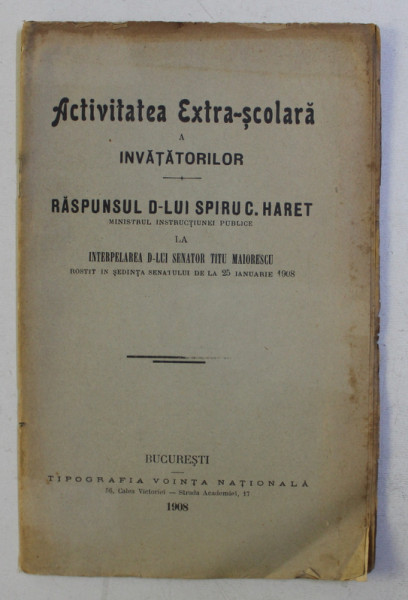 Activitatea Extra-școlară
A
INVĂȚĂTORILOR
RĂSPUNSUL D-LUI SPIRU C. HARET
MINISTRUL INSTRUCȚIUNEI PUBLICE
LA
INTERPELAREA D-LUI SENATOR TITU MAIORESCU
ROSTIT IN ȘEDINȚA SENATULUI DE LA 25 IANUARIE 1908
BUCUREȘTI
TIPOGRAFIA VOINȚA NAȚIONALĂ
Calea Victoriei — Strada Academiei, 17
1908